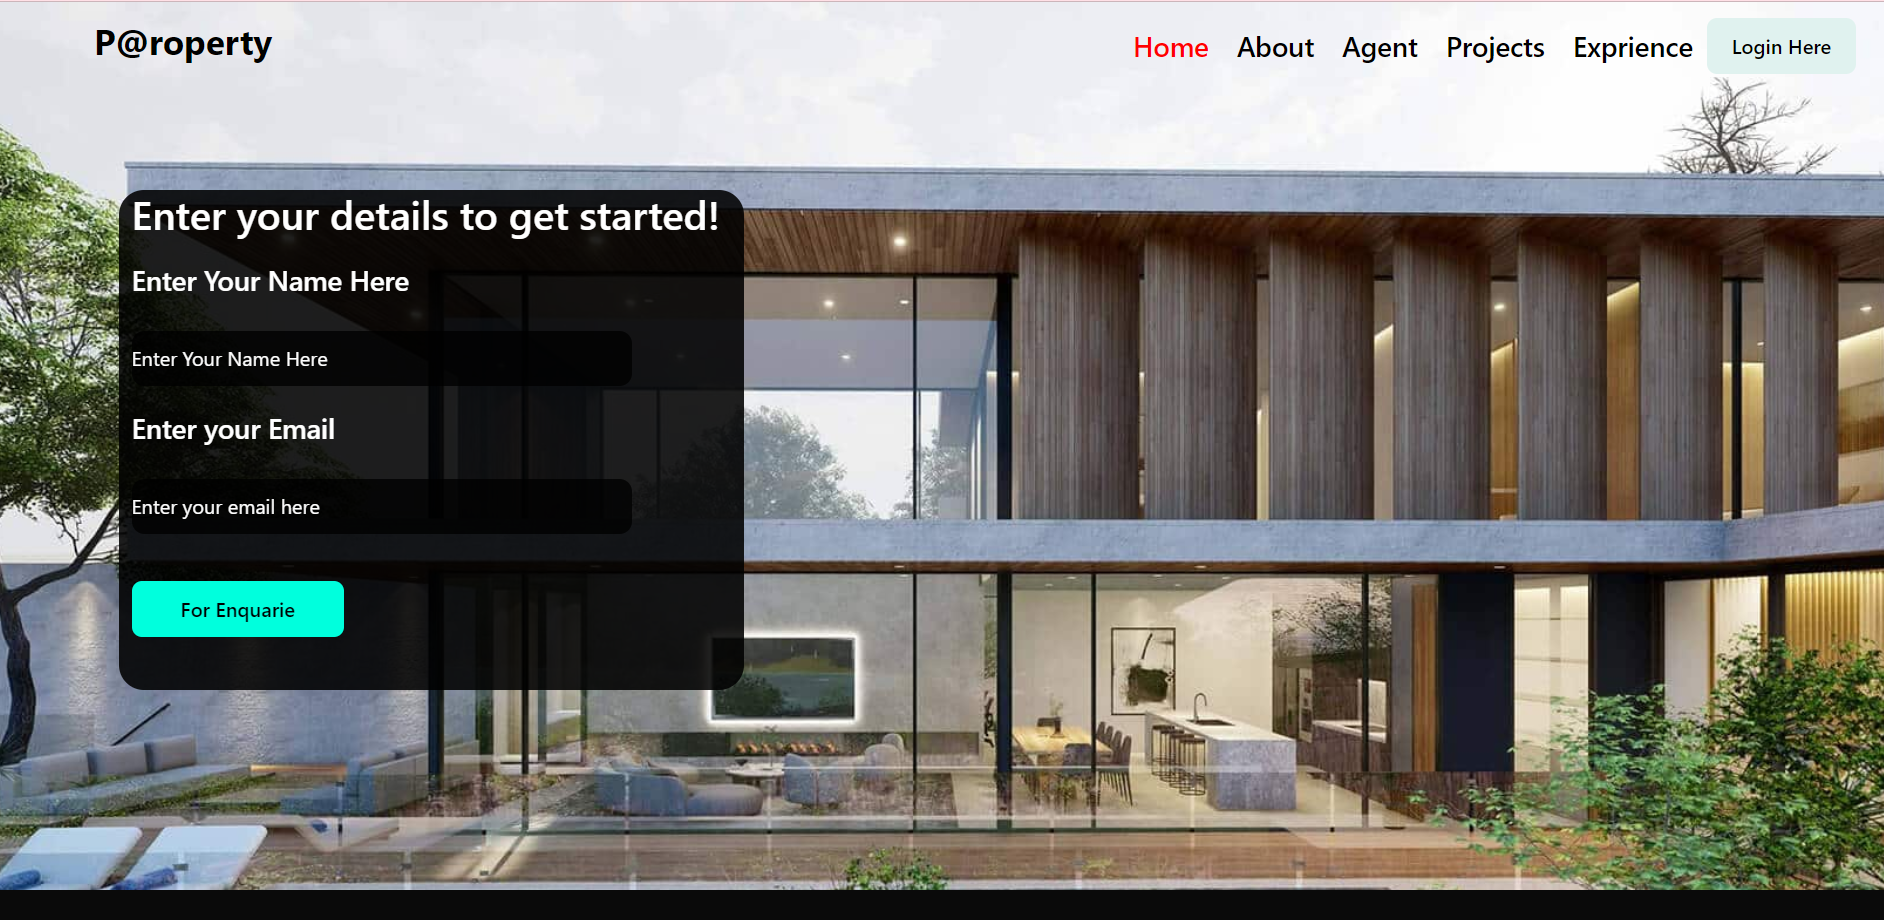 P@roperty
Home About Agent Projects Exprience Login Here
Enter your details to get started!
Enter Your Name Here
Enter Your Name Here
Enter your Email
Enter your email here
For Enquarie